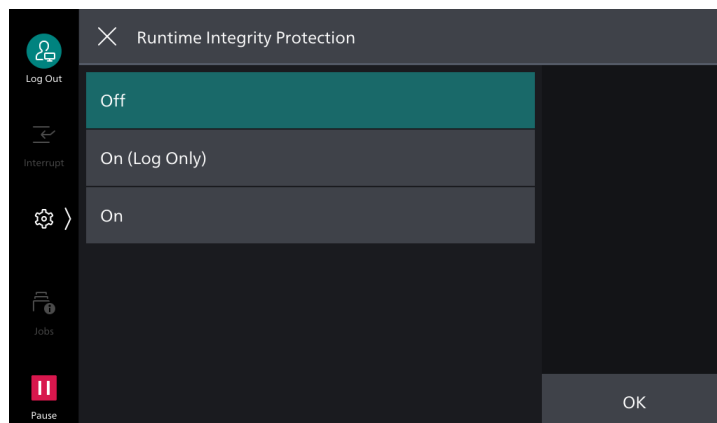 Runtime Integrity Protection
Log Out
Off
Interrupt
On (Log Only)
On
Jobs
Pause
OK